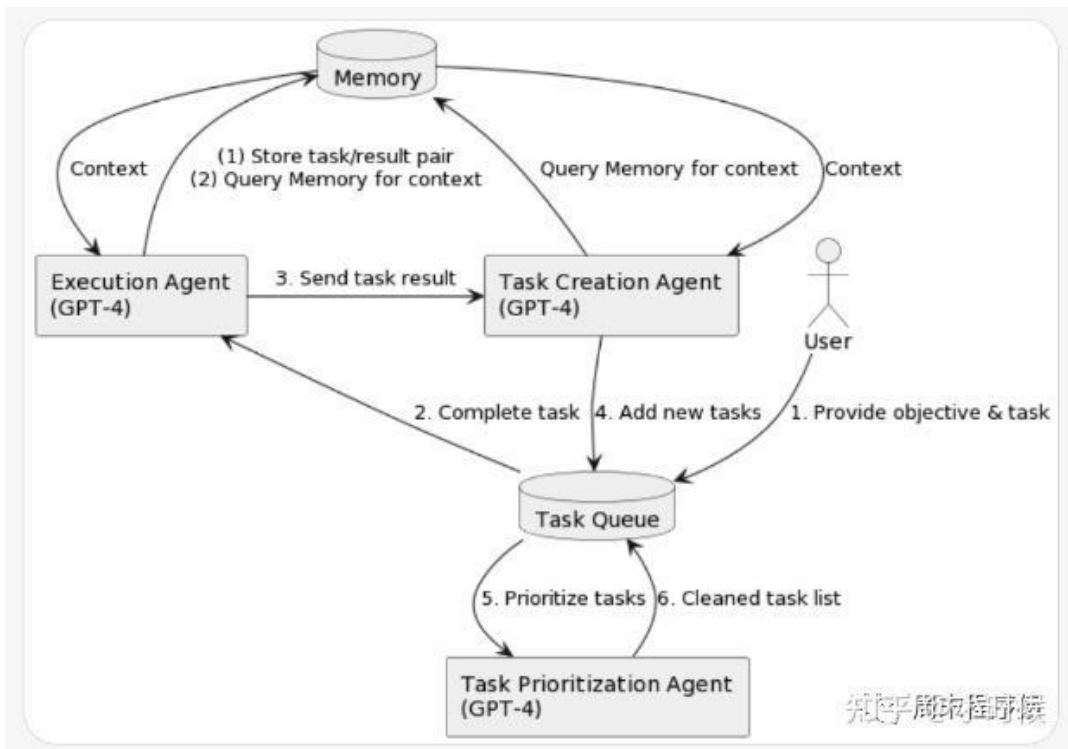 Memory
Context
(1) Store task/result pair
(2) Query Memory for context
Query Memory for context
Context
Execution Agent
(GPT-4)
3. Send task result
Task Creation Agent
(GPT-4)
User
2. Complete task
4. Add new tasks
1. Provide objective & task
Task Queue
5. Prioritize tasks
6. Cleaned task list
Task Prioritization Agent
(GPT-4)